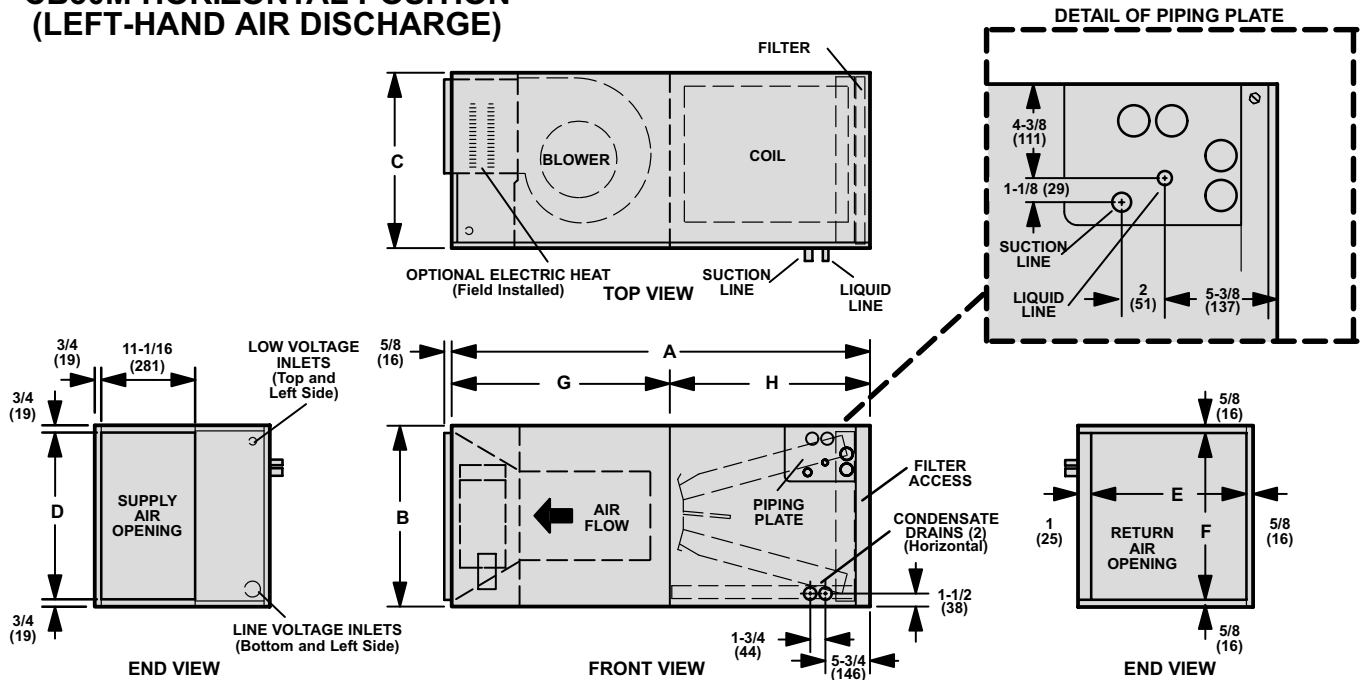 (LEFT-HAND AIR DISCHARGE)
DETAIL OF PIPING PLATE
FILTER
C
BLOWER
COIL
OPTIONAL ELECTRIC HEAT
(Field Installed)
TOP VIEW
SUCTION
LINE
LIQUID
LINE
4-3/8
(111)
1-1/8 (29)
SUCTION
LINE
LIQUID
LINE
2
(51)
5-3/8
(137)
3/4
(19)
11-1/16
(281)
LOW VOLTAGE
INLETS
(Top and
Left Side)
3/4
(19)
D
SUPPLY
AIR
OPENING
3/4
(19)
LINE VOLTAGE INLETS
(Bottom and Left Side)
END VIEW
5/8
(16)
A
G
H
B
AIR
FLOW
PIPING
PLATE
FILTER
ACCESS
CONDENSATE
DRAINS (2)
(Horizontal)
1-1/2
(38)
1-3/4
(44)
5-3/4
(146)
FRONT VIEW
5/8
(16)
E
F
1
(25)
RETURN
AIR
OPENING
5/8
(16)
5/8
(16)
END VIEW